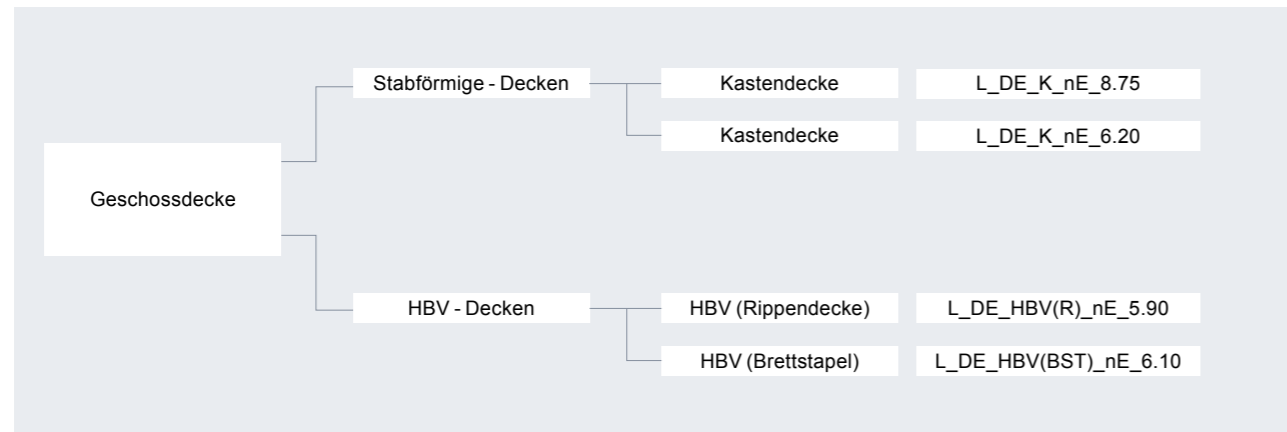 Stabförmige - Decken Kastendecke L_DE_K_nE_8.75
Kastendecke L_DE_K_nE_6.20
Geschossdecke
HBV - Decken HBV (Rippendecke) L_DE_HBV(R)_nE_5.90
HBV (Brettstapel) L_DE_HBV(BST)_nE_6.10